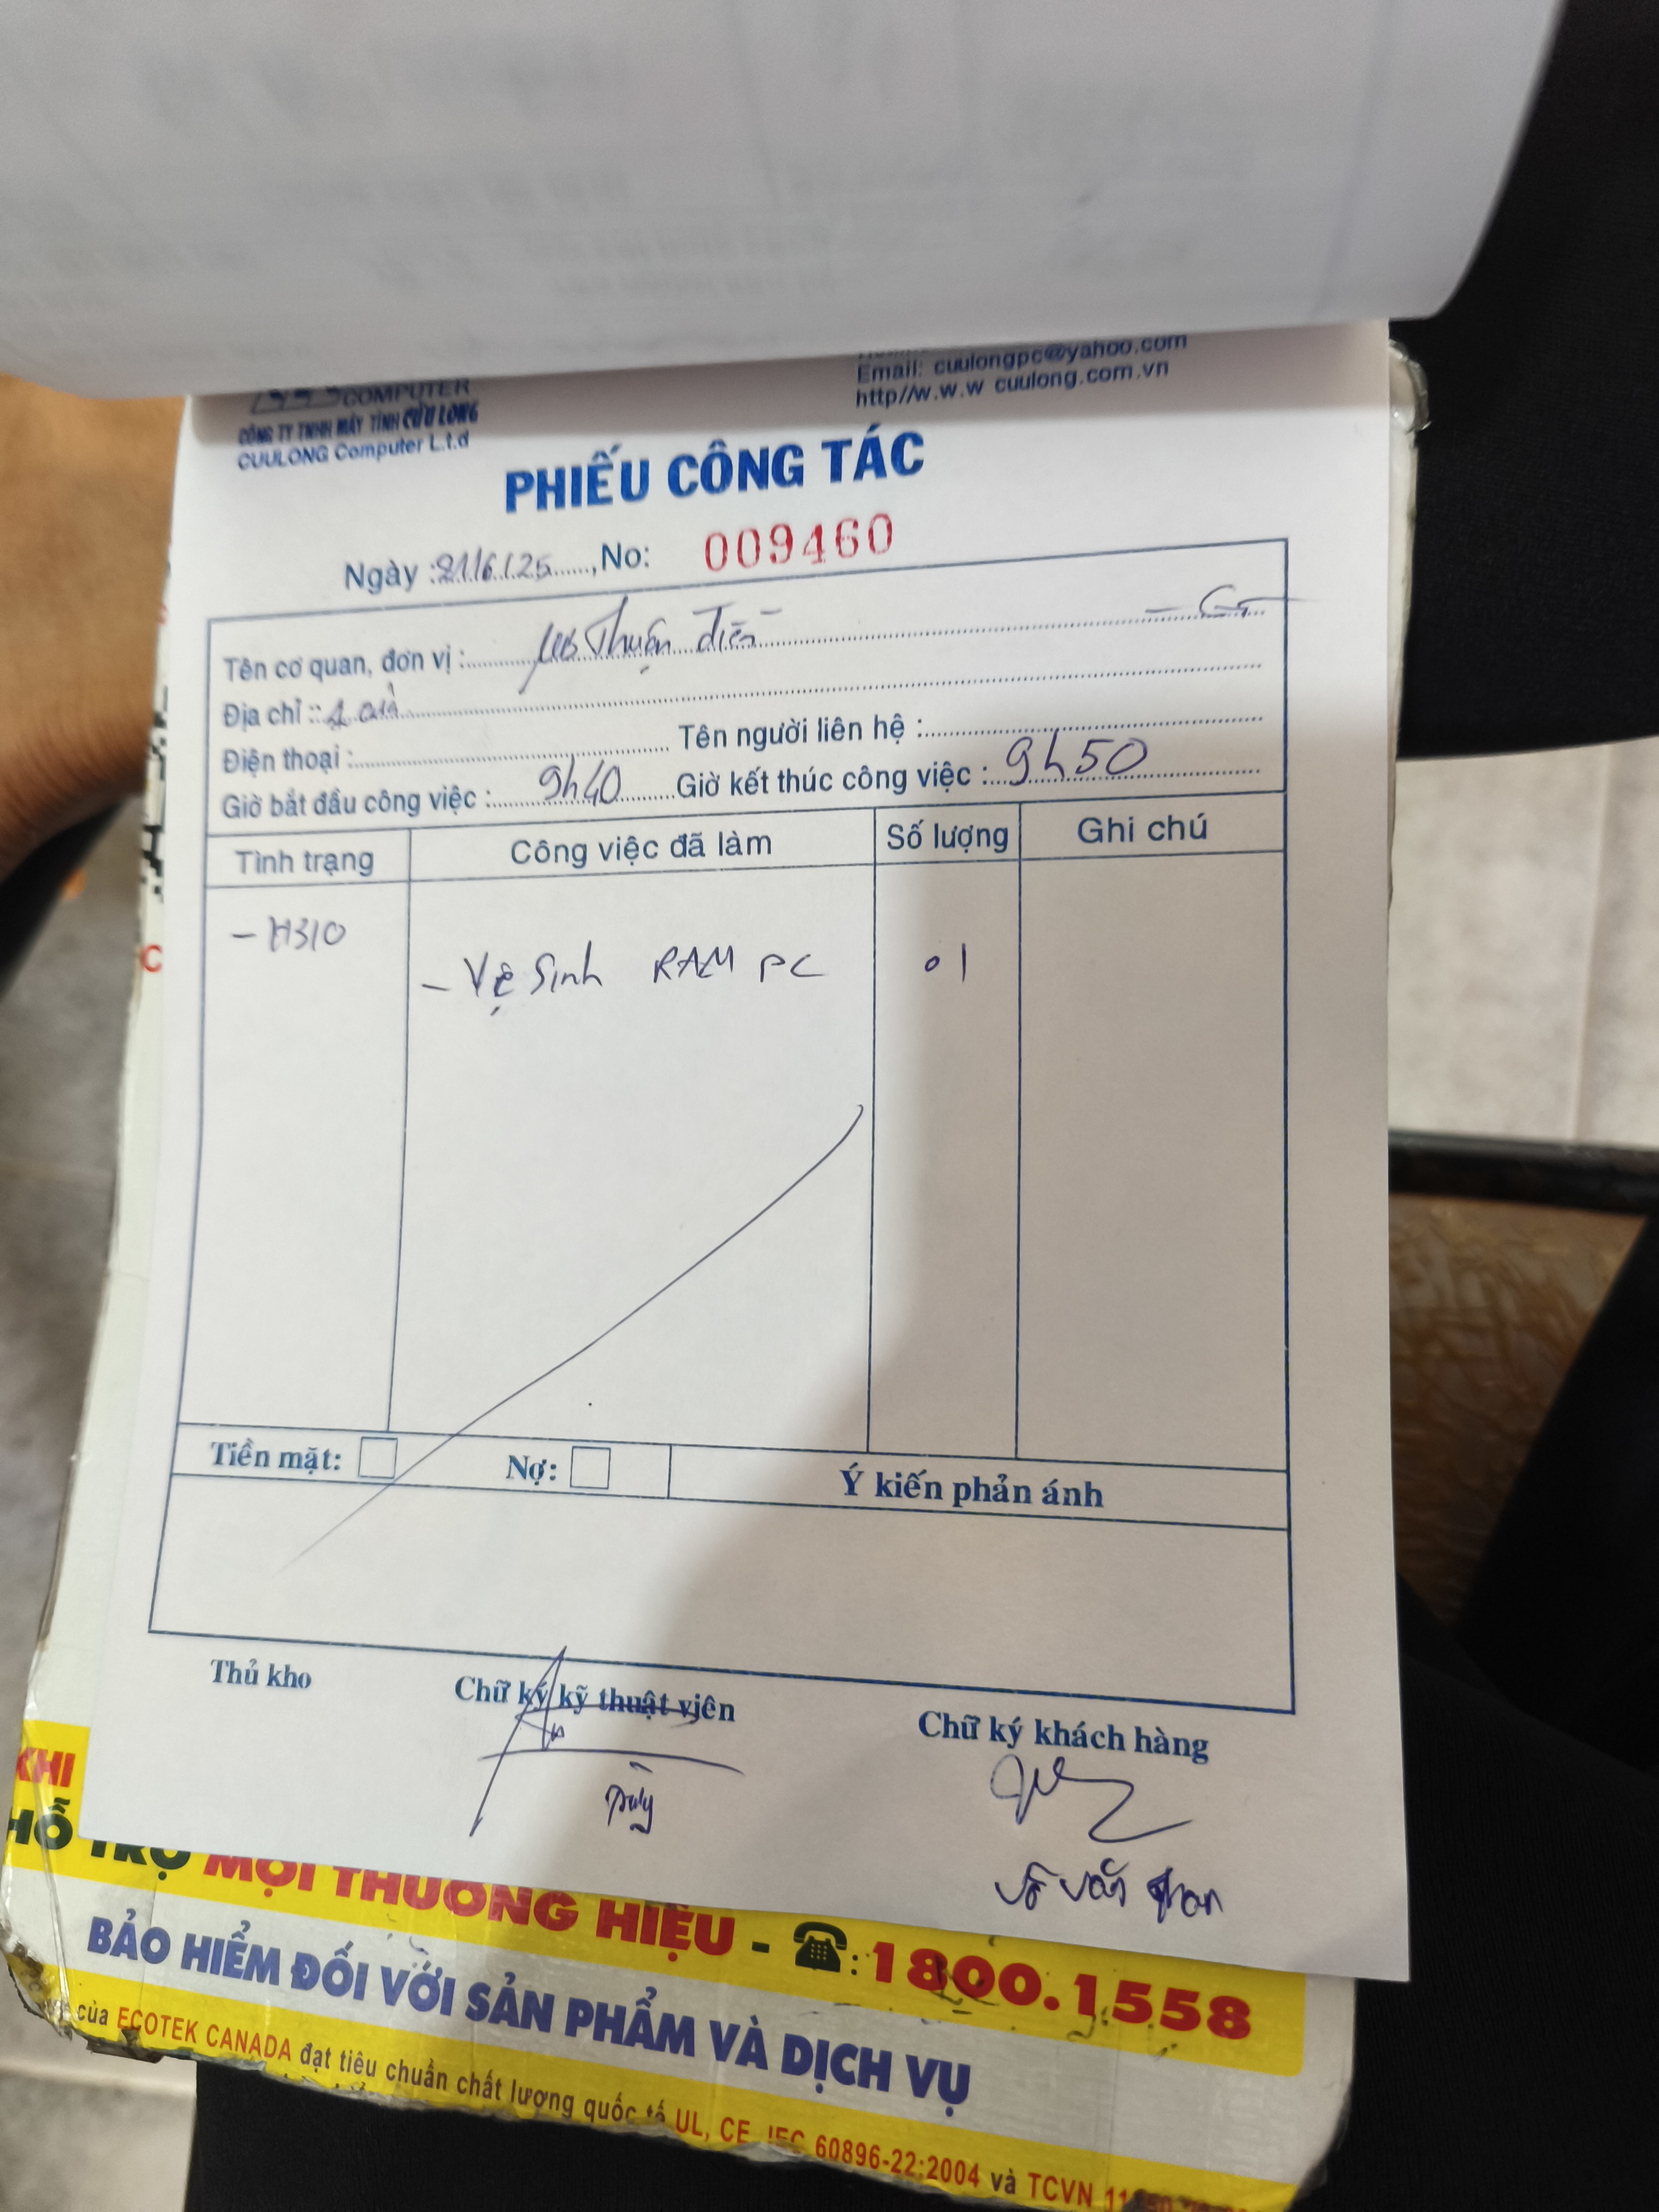 COMPUTER
CÔNG TY TNHH MÁY TÍNH CỬU LONG
CUULONG Computer L.t.d
Email: cuulongpc@yahoo.com
http//w.w.w cuulong.com.vn
PHIẾU CÔNG TÁC
Ngày : 21/6/25, No: 009460
Tên cơ quan, đơn vị : Thuận Tiến
Địa chỉ :
Điện thoại : Tên người liên hệ :
Giờ bắt đầu công việc : 9h40 Giờ kết thúc công việc : 9h50
Tình trạng Công việc đã làm Số lượng Ghi chú
- H310
- Vệ Sinh RAM PC 01
Tiền mặt: Nợ: Ý kiến phản ánh
Thủ kho Chữ ký kỹ thuật viên Chữ ký khách hàng
KHI
HỖ TRỢ MỌI THƯƠNG HIỆU - : 1800.1558
BẢO HIỂM ĐỐI VỚI SẢN PHẨM VÀ DỊCH VỤ
của ECOTEK CANADA đạt tiêu chuẩn chất lượng quốc tế UL, CE, IEC 60896-22:2004 và TCVN